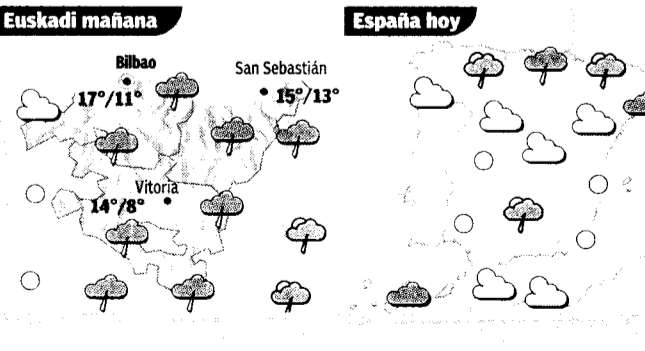 Euskadi mañana
Bilbao
17°/11°
San Sebastián
15°/13°
Vitoria
14°/8°
España hoy